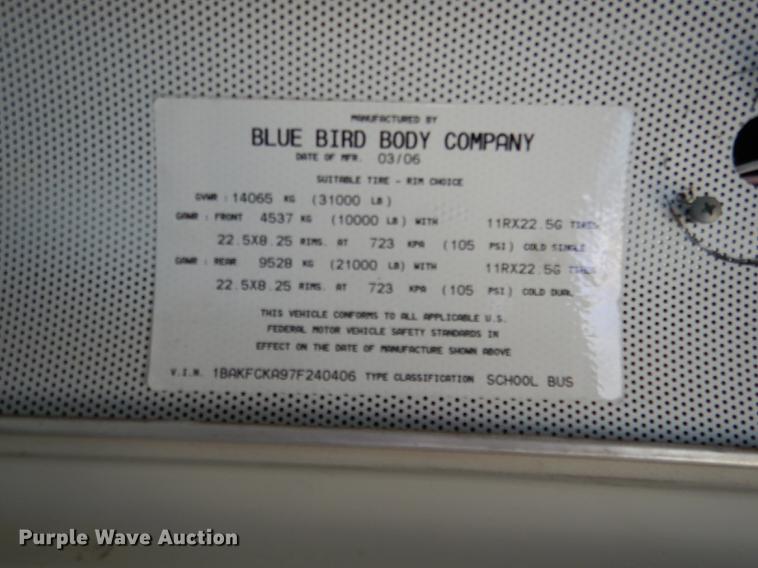 MANUFACTURED BY
BLUE BIRD BODY COMPANY
DATE OF MFR. 03/06
SUITABLE TIRE - RIM CHOICE
GVWR : 14065 KG (31000 LB)
GAWR : FRONT 4537 KG (10000 LB) WITH 11RX22.5G TIRES
22.5X8.25 RIMS. AT 723 KPA (105 PSI) COLD SINGLE
GAWR : REAR 9528 KG (21000 LB) WITH 11RX22.5G TIRES
22.5X8.25 RIMS. AT 723 KPA (105 PSI) COLD DUAL
THIS VEHICLE CONFORMS TO ALL APPLICABLE U.S.
FEDERAL MOTOR VEHICLE SAFETY STANDARDS IN
EFFECT ON THE DATE OF MANUFACTURE SHOWN ABOVE
V.I.N. 1BAKFCKA97F240406 TYPE CLASSIFICATION SCHOOL BUS
Purple Wave Auction